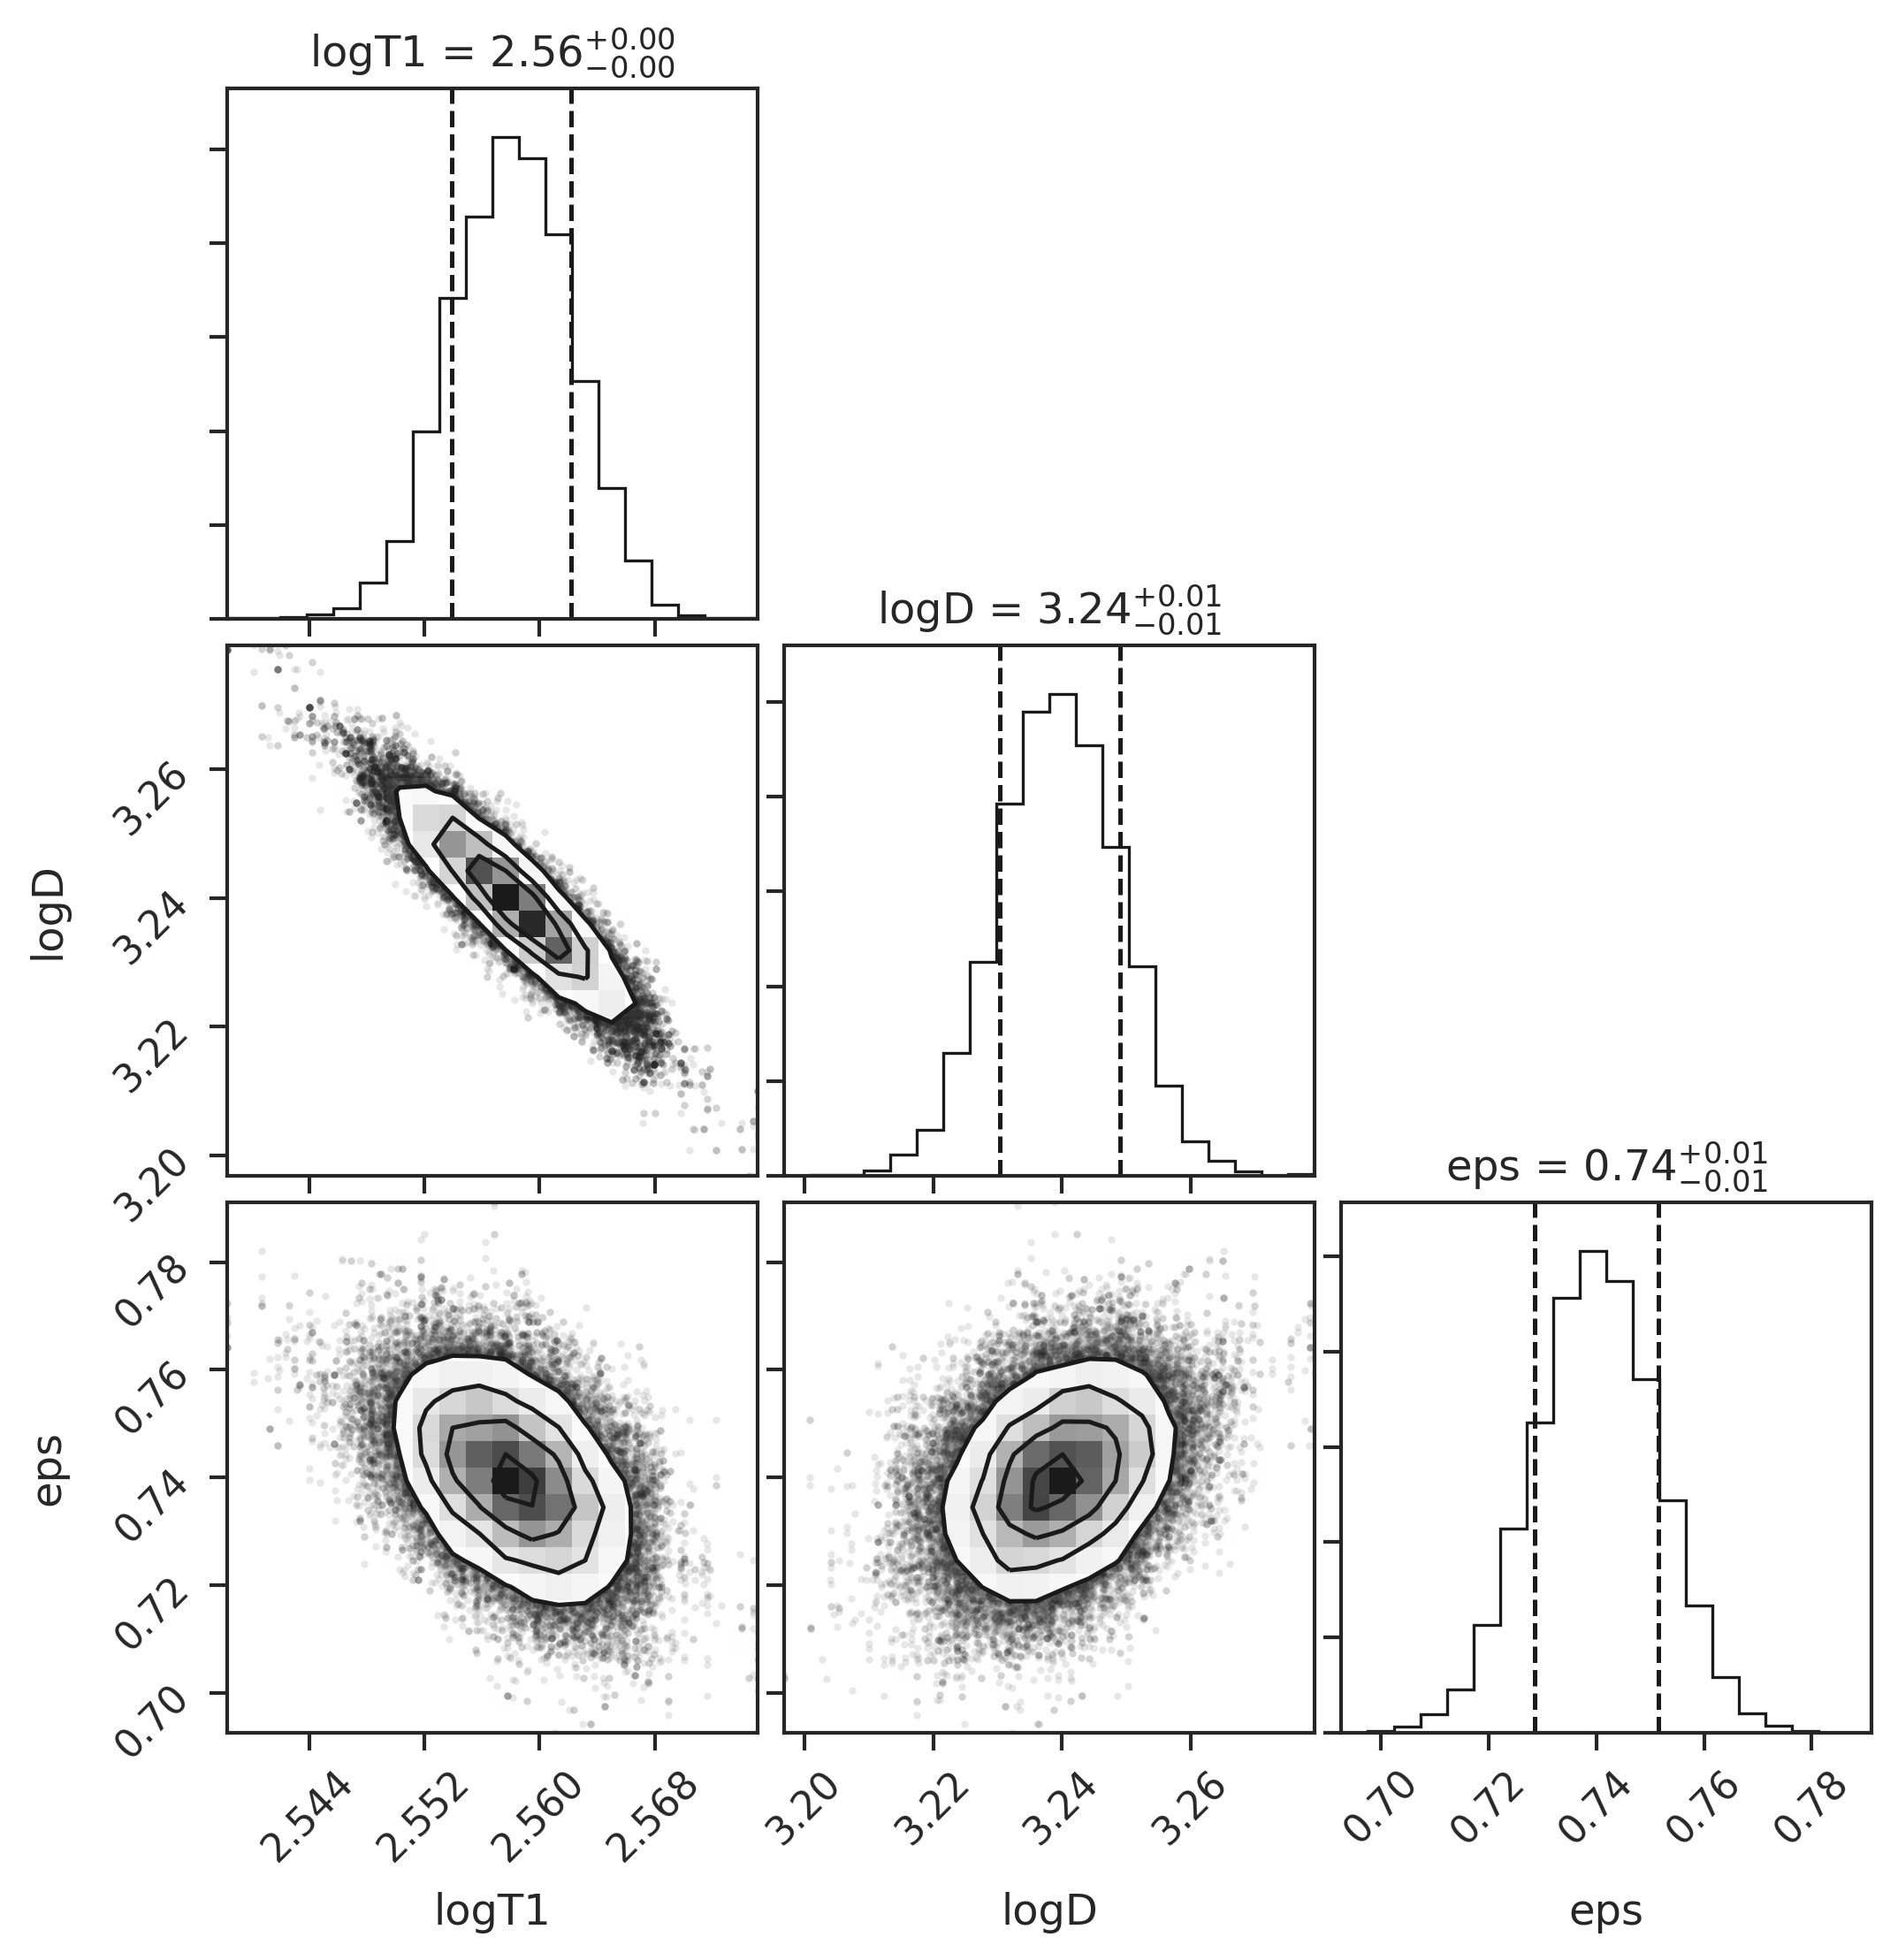 logT1 = 2.56+0.00 −0.00
logD = 3.24+0.01 −0.01
3.26
3.24
3.22
3.20
logD
eps = 0.74+0.01 −0.01
0.78
0.76
0.74
0.72
0.70
eps
2.544 2.552 2.560 2.568
3.20 3.22 3.24 3.26
0.70 0.72 0.74 0.76 0.78
logT1 logD eps